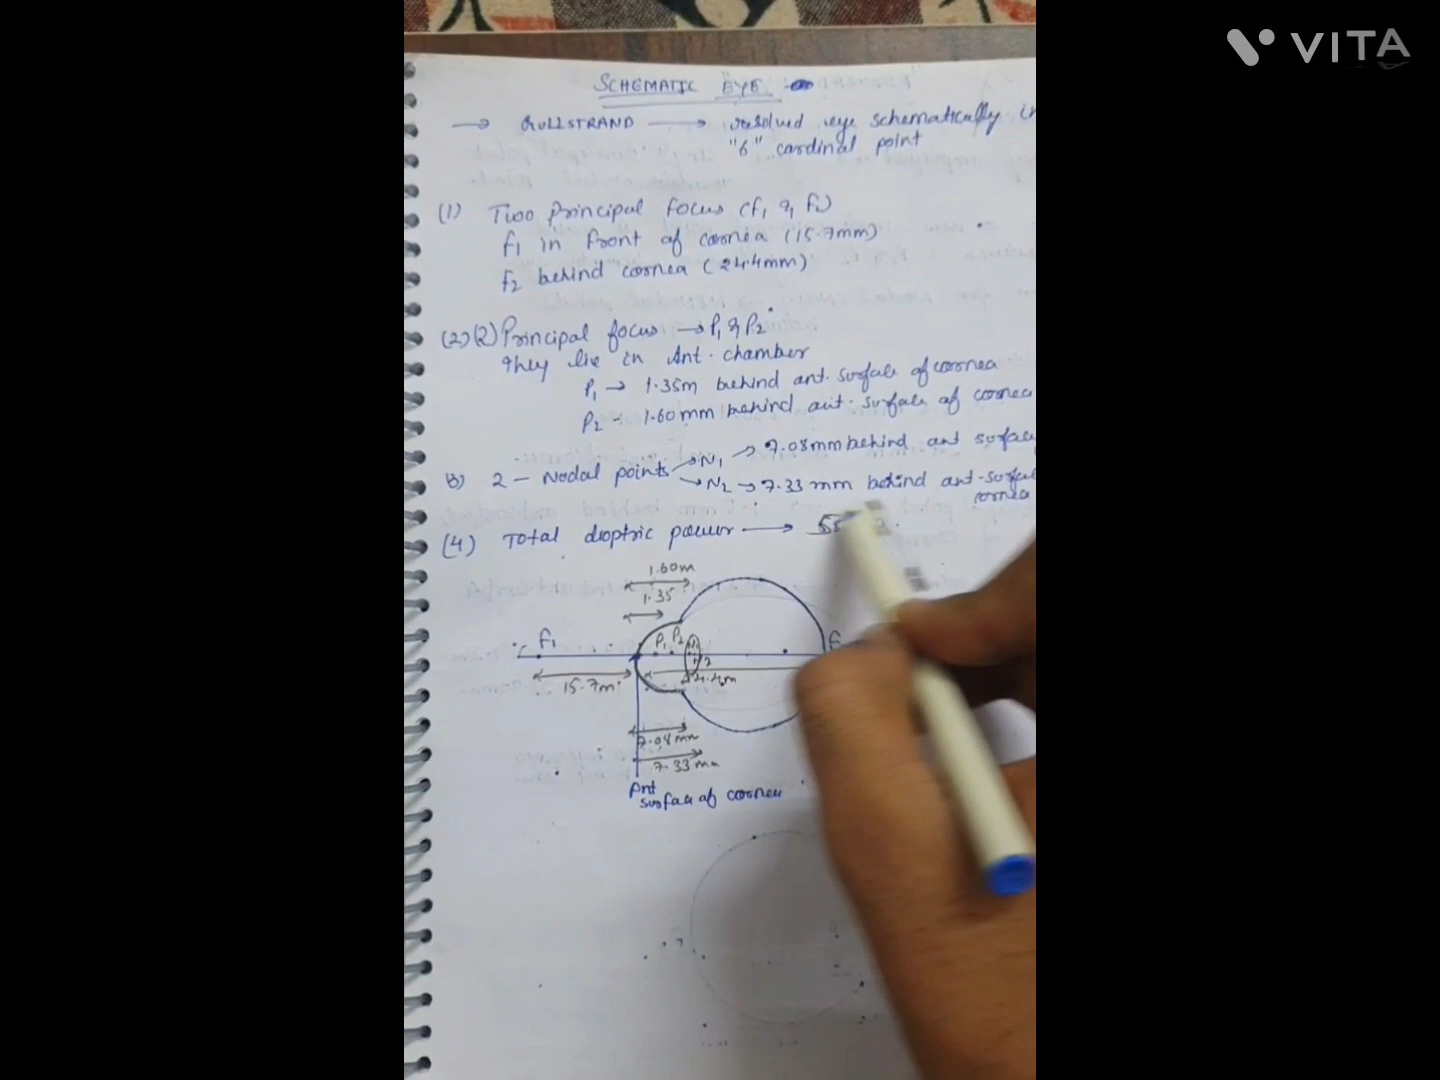 VITA
SCHEMATIC EYE
→ GULLSTRAND → resolved eye schematically in
"6" cardinal point
(1) Two principal focus (f1 & f2)
f1 in front of cornea (15.7mm)
f2 behind cornea (24.4mm)
(2) (2) Principal focus → P1 & P2
they lie in Ant. chamber
P1 → 1.35m behind ant. surface of cornea
P2 - 1.60mm behind ant. surface of cornea
3) 2 - Nodal points → N1 → 7.08mm behind ant surface
→ N2 → 7.33 mm behind ant. surface
cornea
(4) Total dioptric power →
1.60m
1.35
F1
P1 P2
15.7m
24.4m
7.08mm
7.33mm
Ant
surface of cornea